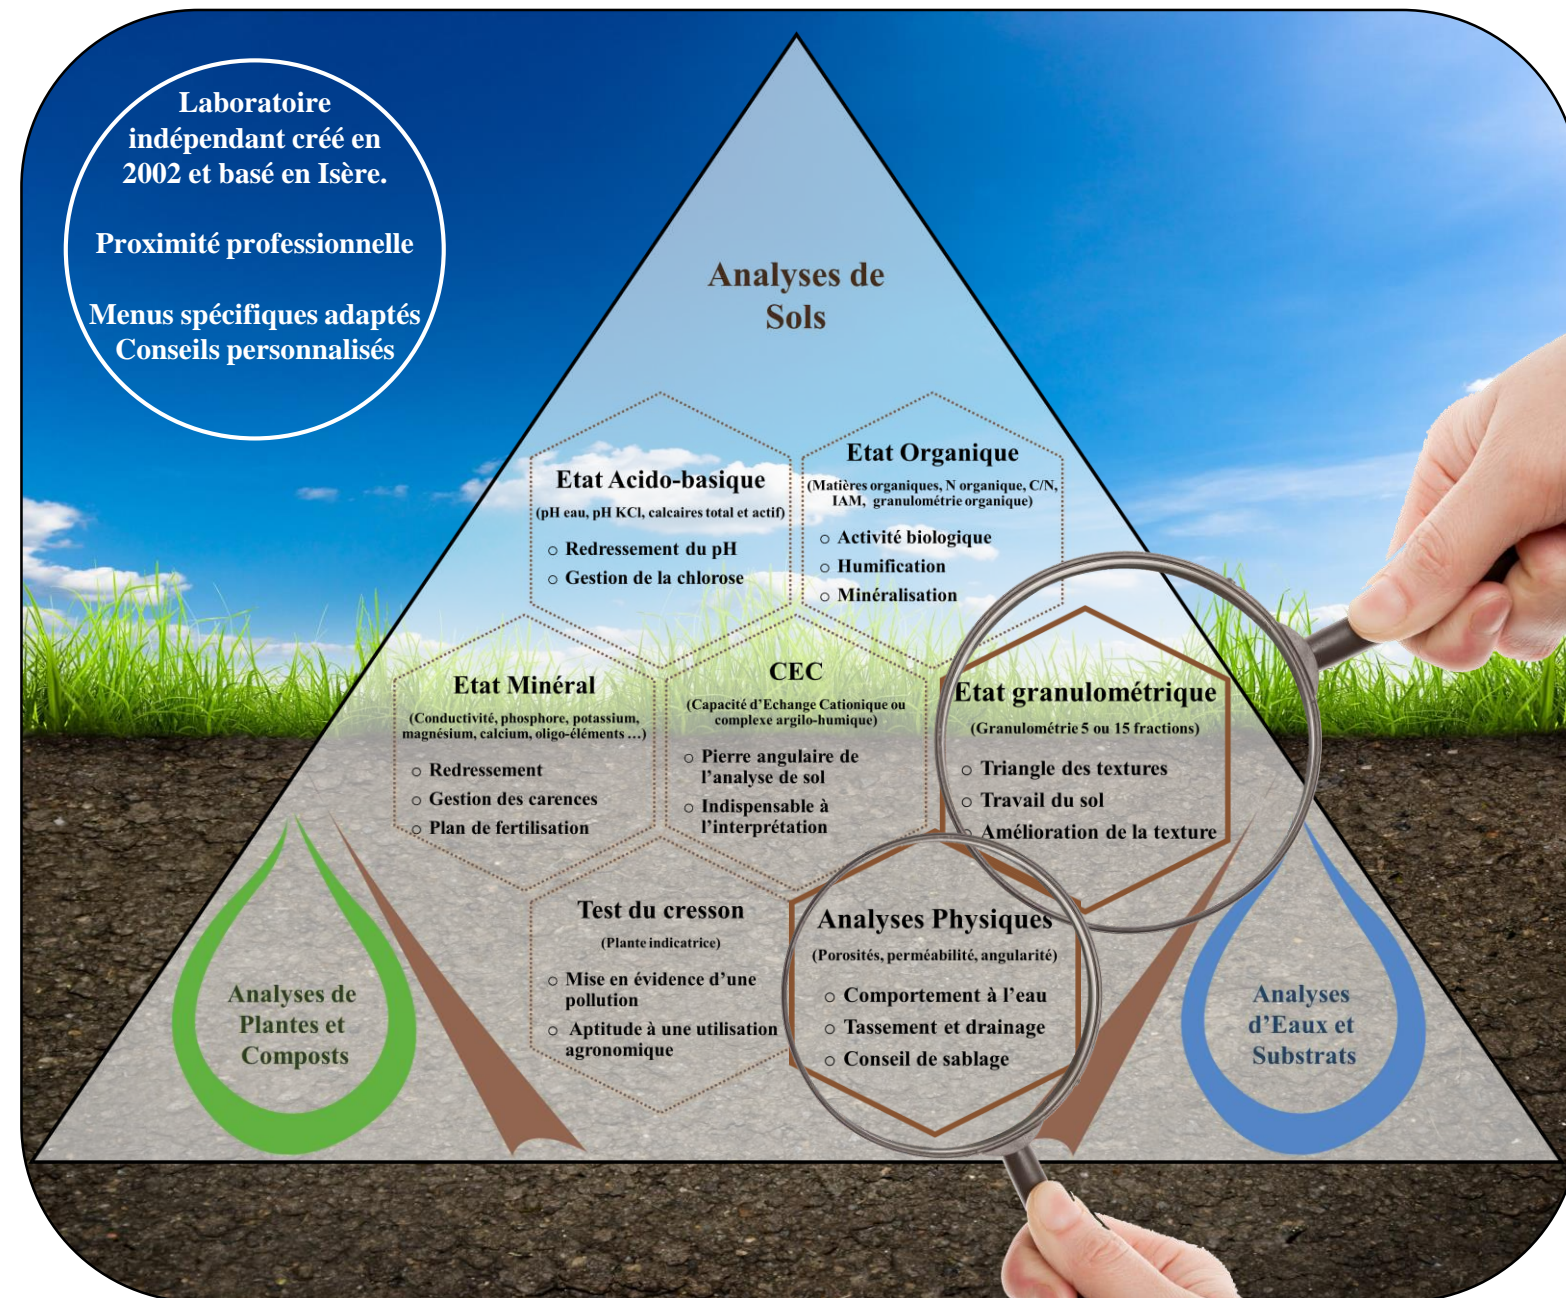 Laboratoire
indépendant créé en
2002 et basé en Isère.
Proximité professionnelle
Menus spécifiques adaptés
Conseils personnalisés
Analyses de
Sols
Etat Acido-basique
(pH eau, pH KCl, calcaires total et actif)
○ Redressement du pH
○ Gestion de la chlorose
Etat Organique
(Matières organiques, N organique, C/N,
IAM, granulométrie organique)
○ Activité biologique
○ Humification
○ Minéralisation
Etat Minéral
(Conductivité, phosphore, potassium,
magnésium, calcium, oligo-éléments …)
○ Redressement
○ Gestion des carences
○ Plan de fertilisation
CEC
(Capacité d’Echange Cationique ou
complexe argilo-humique)
○ Pierre angulaire de
l’analyse de sol
○ Indispensable à
l’interprétation
Etat granulométrique
(Granulométrie 5 ou 15 fractions)
○ Triangle des textures
○ Travail du sol
○ Amélioration de la texture
Test du cresson
(Plante indicatrice)
○ Mise en évidence d’une
pollution
○ Aptitude à une utilisation
agronomique
Analyses Physiques
(Porosités, perméabilité, angularité)
○ Comportement à l’eau
○ Tassement et drainage
○ Conseil de sablage
Analyses de
Plantes et
Composts
Analyses
d’Eaux et
Substrats